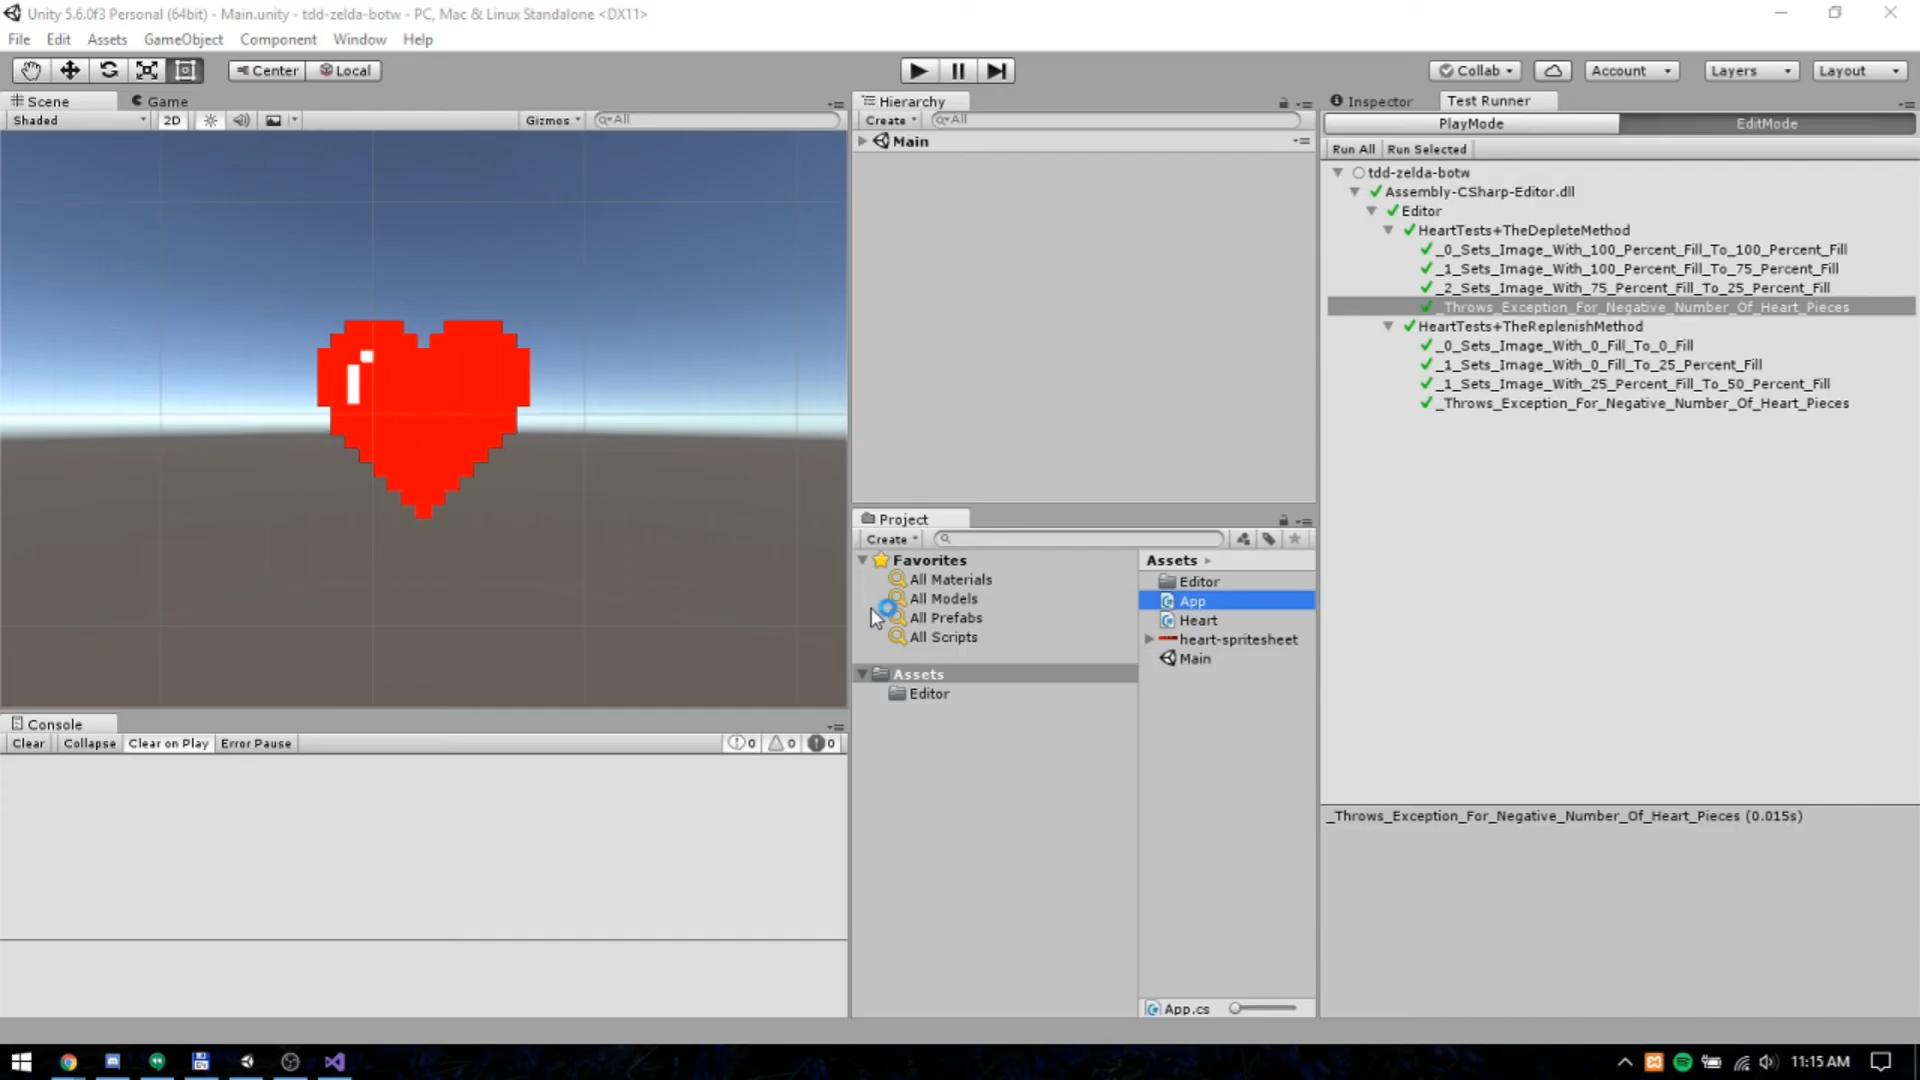 Unity 5.6.0f3 Personal (64bit) - Main.unity - tdd-zelda-botw - PC, Mac & Linux Standalone <DX11>
File Edit Assets GameObject Component Window Help
Center Local Collab Account Layers Layout
Scene Game
Shaded 2D Gizmos All
Hierarchy
Create All
Main
Inspector Test Runner
PlayMode EditMode
Run All Run Selected
tdd-zelda-botw
Assembly-CSharp-Editor.dll
Editor
HeartTests+TheDepleteMethod
_0_Sets_Image_With_100_Percent_Fill_To_100_Percent_Fill
_1_Sets_Image_With_100_Percent_Fill_To_75_Percent_Fill
_2_Sets_Image_With_75_Percent_Fill_To_25_Percent_Fill
_Throws_Exception_For_Negative_Number_Of_Heart_Pieces
HeartTests+TheReplenishMethod
_0_Sets_Image_With_0_Fill_To_0_Fill
_1_Sets_Image_With_0_Fill_To_25_Percent_Fill
_1_Sets_Image_With_25_Percent_Fill_To_50_Percent_Fill
_Throws_Exception_For_Negative_Number_Of_Heart_Pieces
Project
Create
Favorites
All Materials
All Models
All Prefabs
All Scripts
Assets
Editor
Assets
Editor
App
Heart
heart-spritesheet
Main
App.cs
Console
Clear Collapse Clear on Play Error Pause 0 0 0
_Throws_Exception_For_Negative_Number_Of_Heart_Pieces (0.015s)
11:15 AM